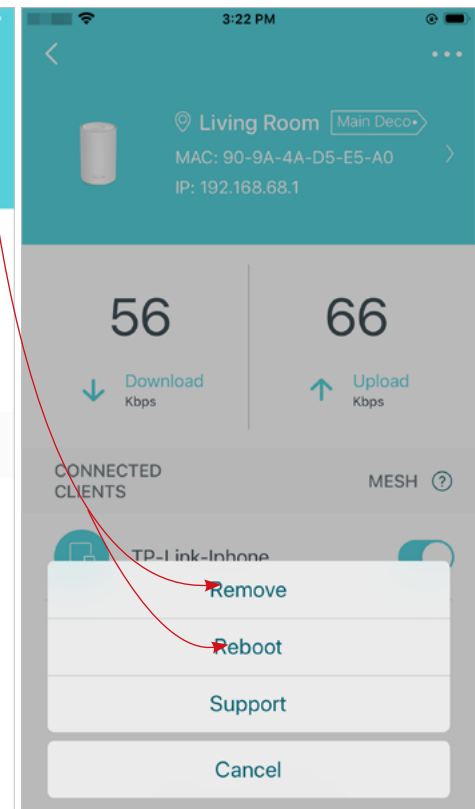 3:22 PM
Living Room Main Deco
MAC: 90-9A-4A-D5-E5-A0
IP: 192.168.68.1
56 66
Download Upload
Kbps Kbps
CONNECTED
CLIENTS
MESH ?
TP-Link-Iphone
Remove
Reboot
Support
Cancel